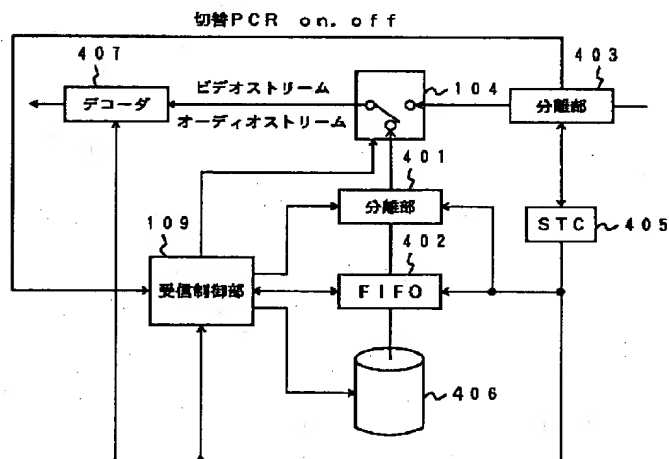 切替PCR on.off
407
403
デコーダ
ビデオストリーム
オーディオストリーム
104
分離部
401
分離部
STC
405
109
402
受信制御部
FIFO
406